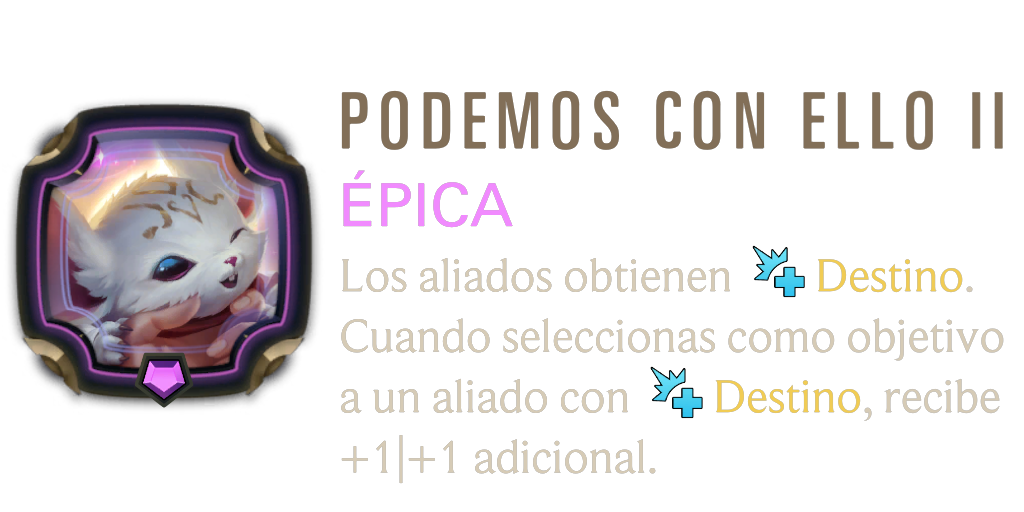 PODEMOS CON ELLO II
ÉPICA
Los aliados obtienen Destino.
Cuando seleccionas como objetivo
a un aliado con Destino, recibe
+1|+1 adicional.